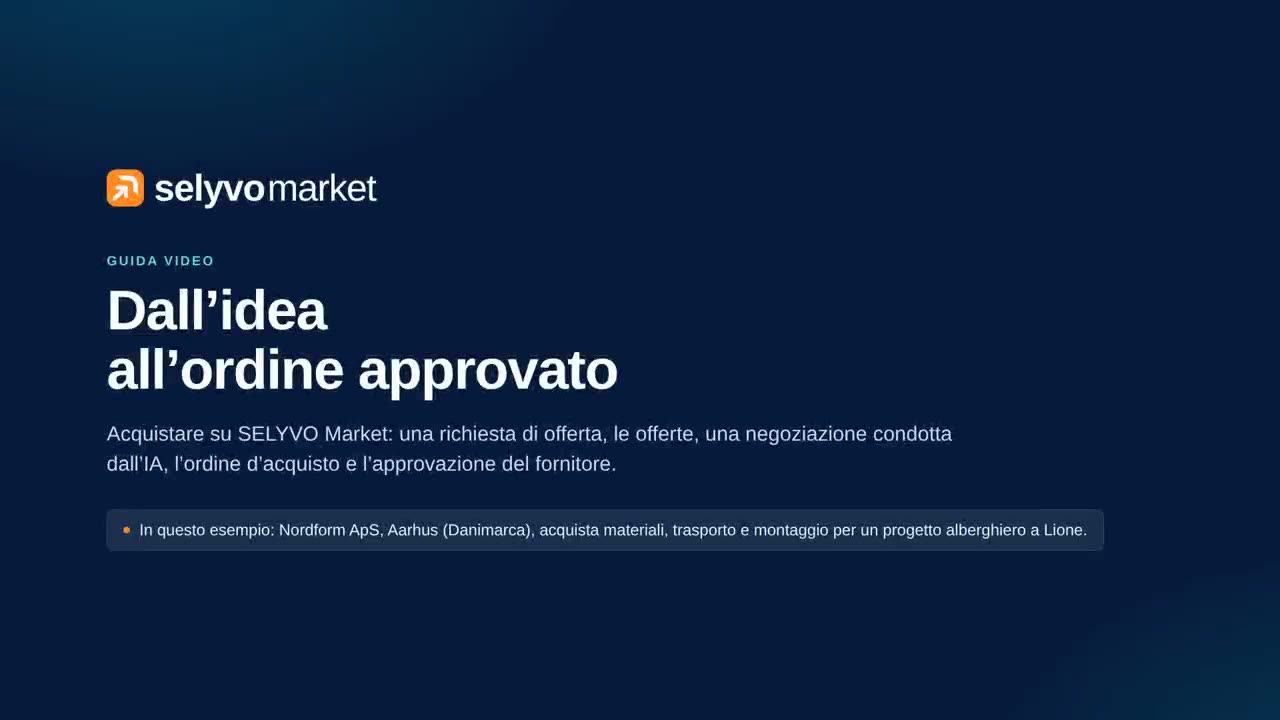 selyvomarket
GUIDA VIDEO
Dall’idea
all’ordine approvato
Acquistare su SELYVO Market: una richiesta di offerta, le offerte, una negoziazione condotta
dall’IA, l’ordine d’acquisto e l’approvazione del fornitore.
In questo esempio: Nordform ApS, Aarhus (Danimarca), acquista materiali, trasporto e montaggio per un progetto alberghiero a Lione.